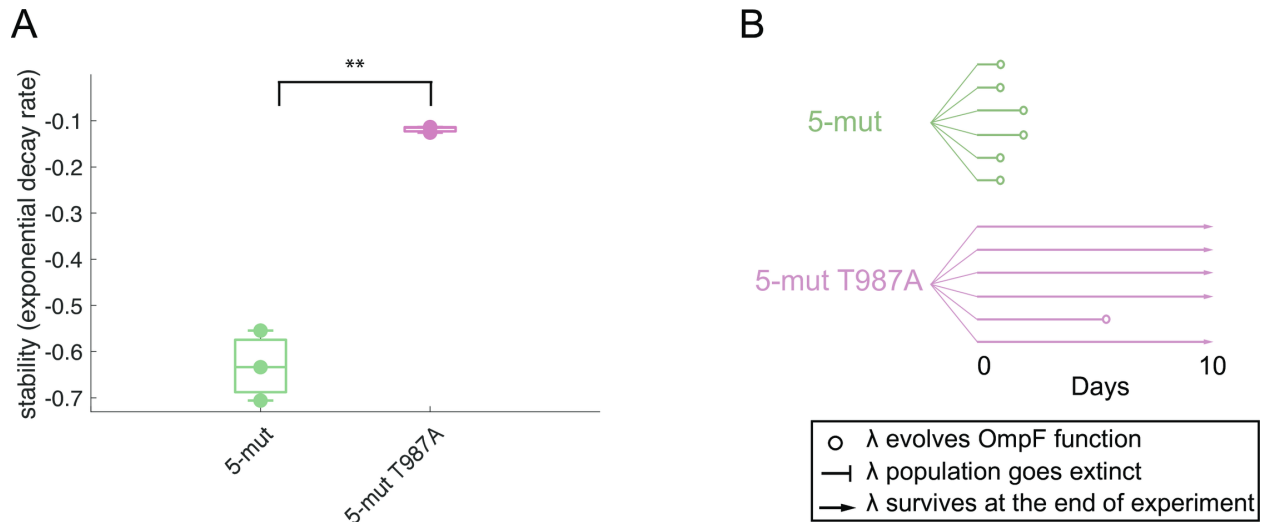 A
stability (exponential decay rate)
**
-0.1
-0.2
-0.3
-0.4
-0.5
-0.6
-0.7
5-mut
5-mut T987A
B
5-mut
5-mut T987A
0
10
Days
λ evolves OmpF function
λ population goes extinct
λ survives at the end of experiment